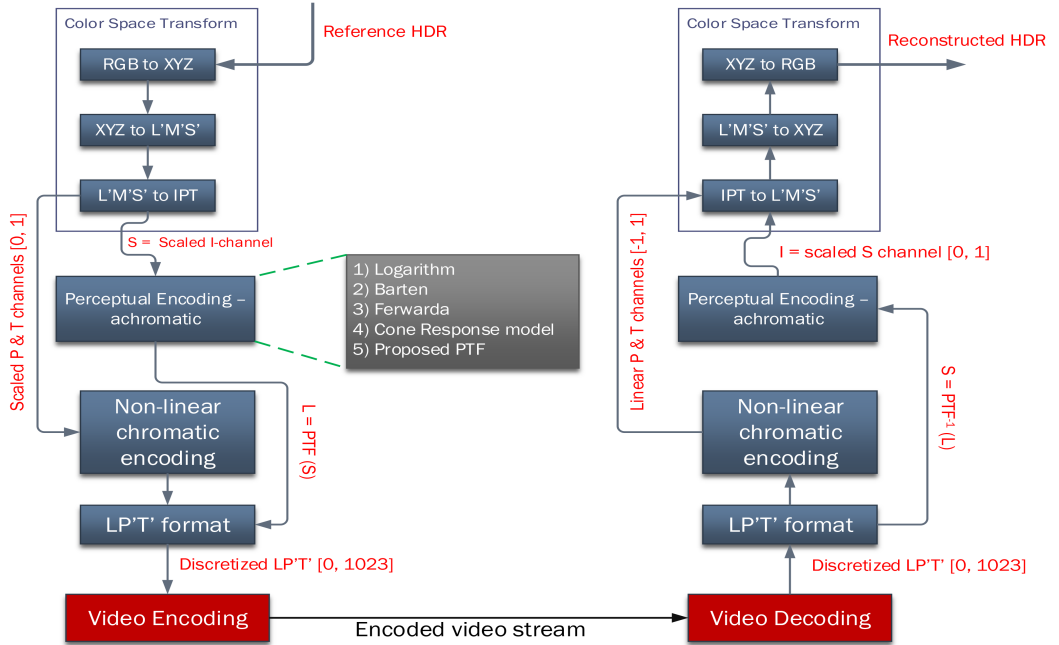 Color Space Transform
Reference HDR
RGB to XYZ
XYZ to L'M'S'
L'M'S' to IPT
Scaled P & T channels [0, 1]
S = Scaled I-channel
Perceptual Encoding –
achromatic
1) Logarithm
2) Barten
3) Ferwarda
4) Cone Response model
5) Proposed PTF
Non-linear
chromatic
encoding
L = PTF (S)
LP'T' format
Discretized LP'T' [0, 1023]
Video Encoding
Encoded video stream
Color Space Transform
Reconstructed HDR
XYZ to RGB
L'M'S' to XYZ
IPT to L'M'S'
Linear P & T channels [-1, 1]
I = scaled S channel [0, 1]
Perceptual Encoding –
achromatic
Non-linear
chromatic
encoding
S = PTF-1 (L)
LP'T' format
Discretized LP'T' [0, 1023]
Video Decoding